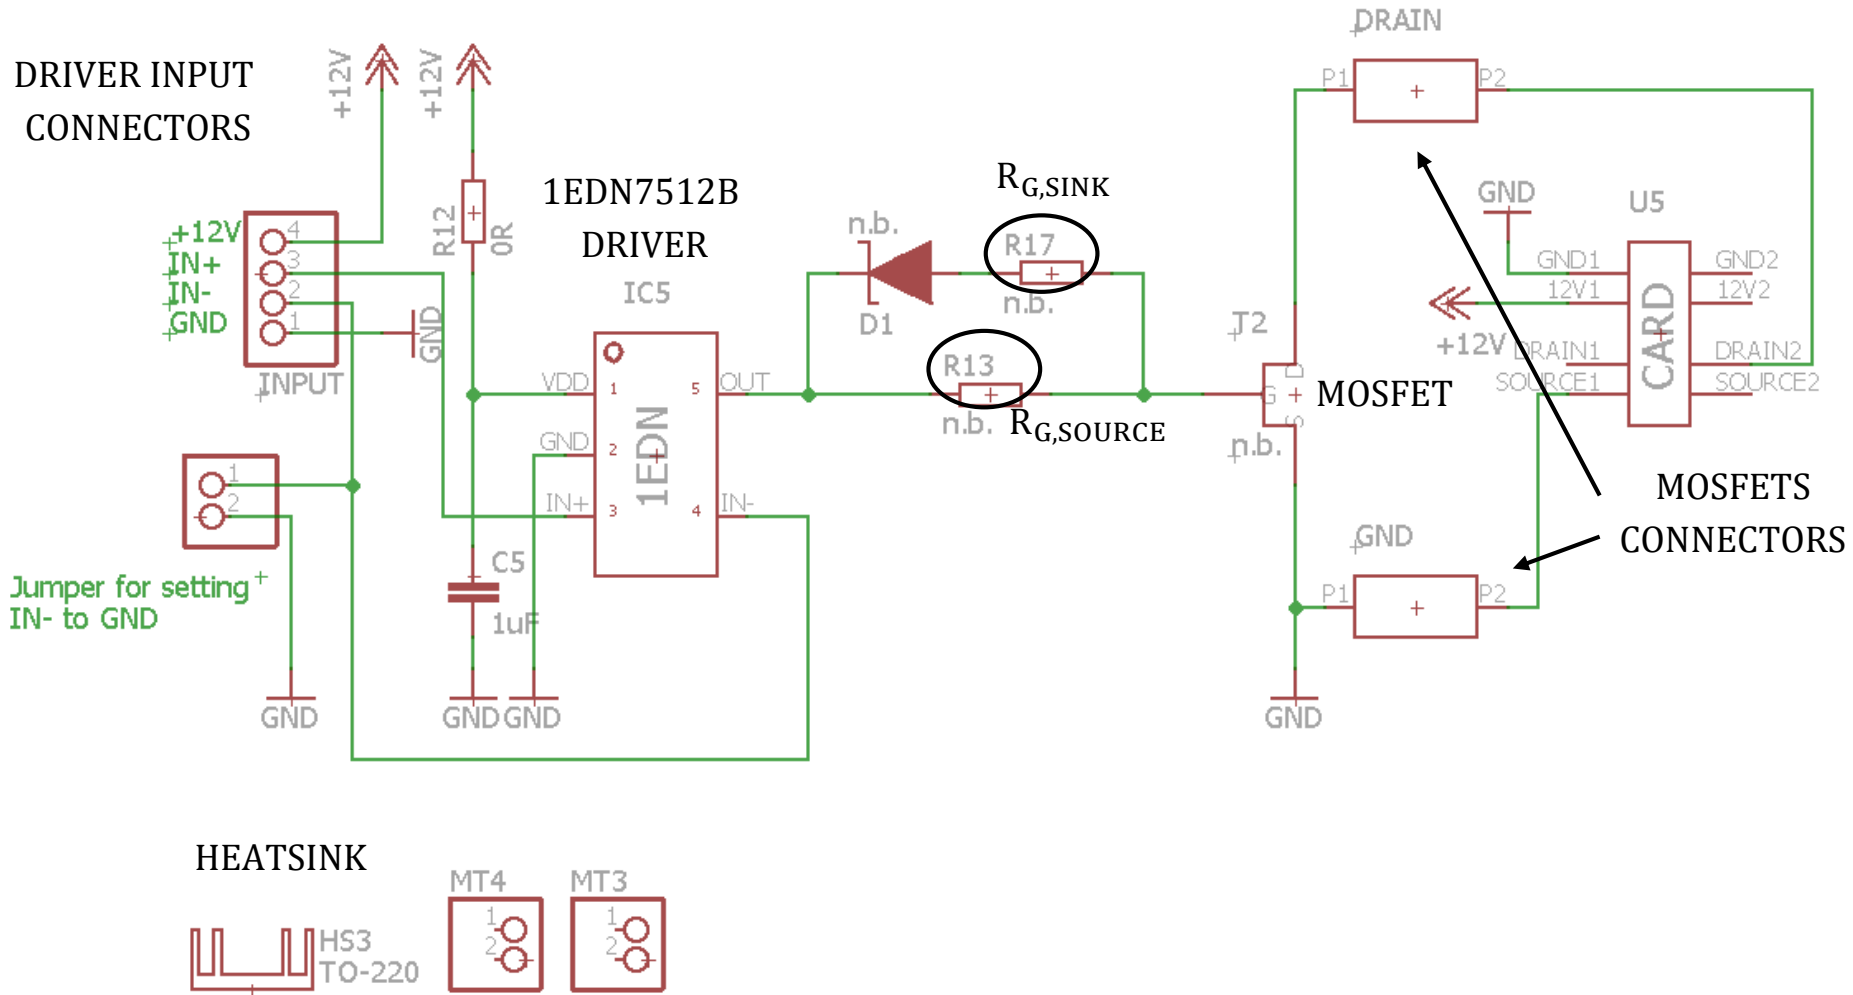 DRAIN
+12V
+12V
DRIVER INPUT
CONNECTORS
P1
P2
R12
0R
1EDN7512B
DRIVER
RG,SINK
GND
U5
n.b.
R17
+12V
IN+
IN-
GND
4
3
2
1
GND
INPUT
IC5
D1
n.b.
GND1
12V1
DRAIN1
SOURCE1
CARD
GND2
12V2
DRAIN2
SOURCE2
+12V
T2
R13
n.b.
RG,SOURCE
VDD
GND
IN+
1
2
3
1EDN
5
4
OUT
IN-
D
G
S
n.b.
MOSFET
1
2
MOSFETS
CONNECTORS
GND
P1
P2
Jumper for setting
IN- to GND
C5
1uF
GND
GND
GND
GND
HEATSINK
MT4
1
2
MT3
1
2
HS3
TO-220